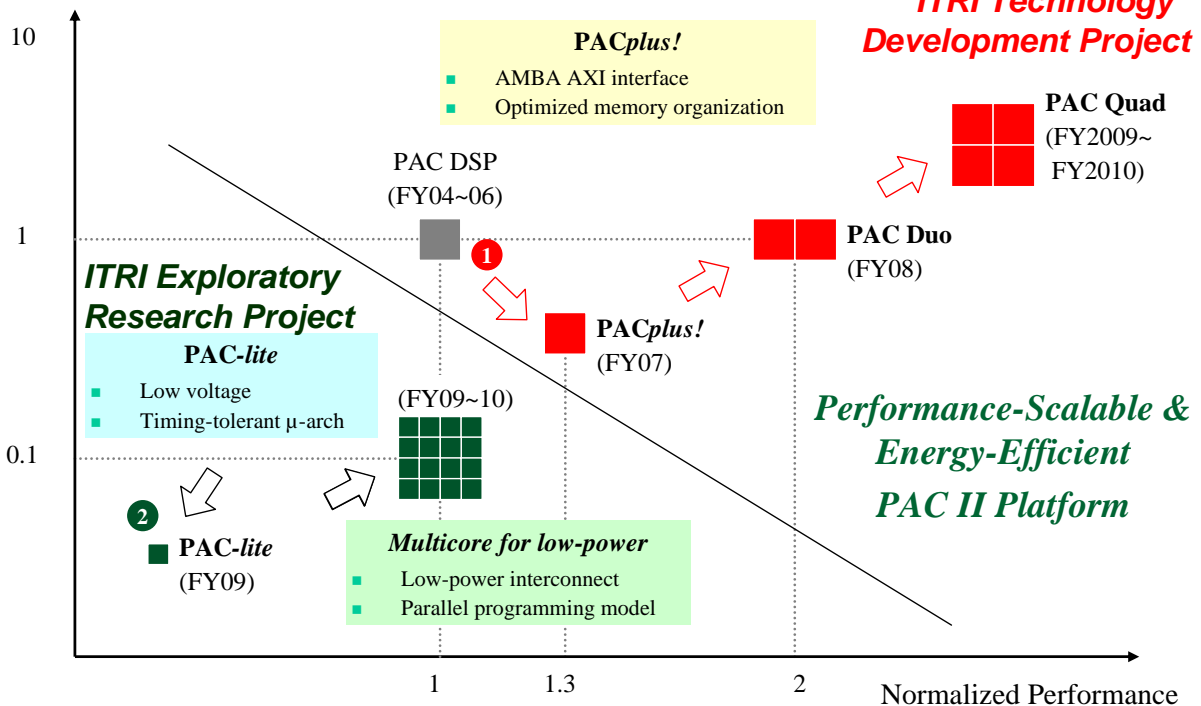 ITRI Technology
Development Project
10
PACplus!
▪ AMBA AXI interface
▪ Optimized memory organization
PAC Quad
(FY2009~
FY2010)
PAC DSP
(FY04~06)
1
1
PAC Duo
(FY08)
ITRI Exploratory
Research Project
PACplus!
(FY07)
PAC-lite
▪ Low voltage
▪ Timing-tolerant µ-arch
(FY09~10)
Performance-Scalable &
Energy-Efficient
PAC II Platform
0.1
2
PAC-lite
(FY09)
Multicore for low-power
▪ Low-power interconnect
▪ Parallel programming model
1
1.3
2
Normalized Performance